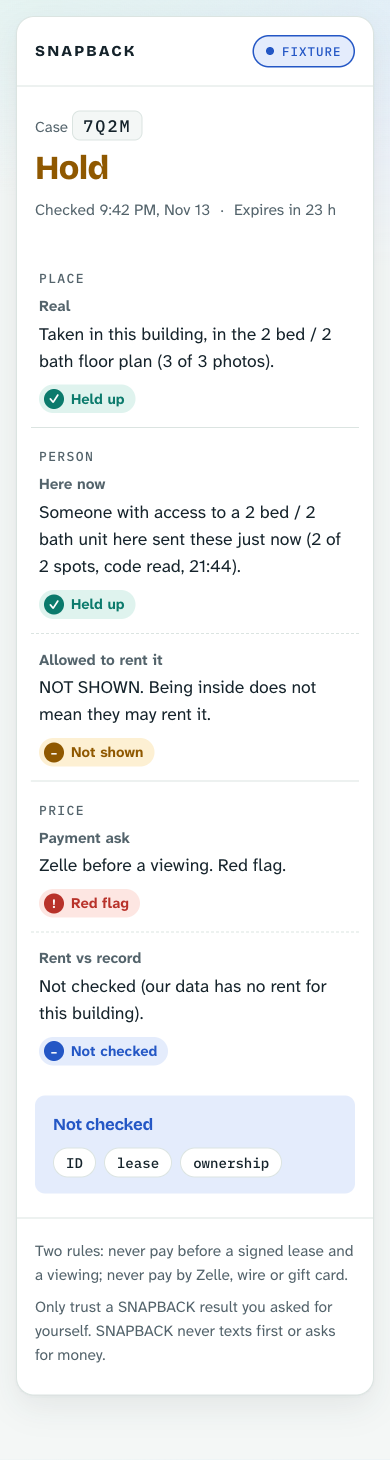 SNAPBACK
FIXTURE
Case 7Q2M
Hold
Checked 9:42 PM, Nov 13 · Expires in 23 h
PLACE
Real
Taken in this building, in the 2 bed / 2
bath floor plan (3 of 3 photos).
Held up
PERSON
Here now
Someone with access to a 2 bed / 2
bath unit here sent these just now (2 of
2 spots, code read, 21:44).
Held up
Allowed to rent it
NOT SHOWN. Being inside does not
mean they may rent it.
Not shown
PRICE
Payment ask
Zelle before a viewing. Red flag.
Red flag
Rent vs record
Not checked (our data has no rent for
this building).
Not checked
Not checked
ID lease ownership
Two rules: never pay before a signed lease and
a viewing; never pay by Zelle, wire or gift card.
Only trust a SNAPBACK result you asked for
yourself. SNAPBACK never texts first or asks
for money.